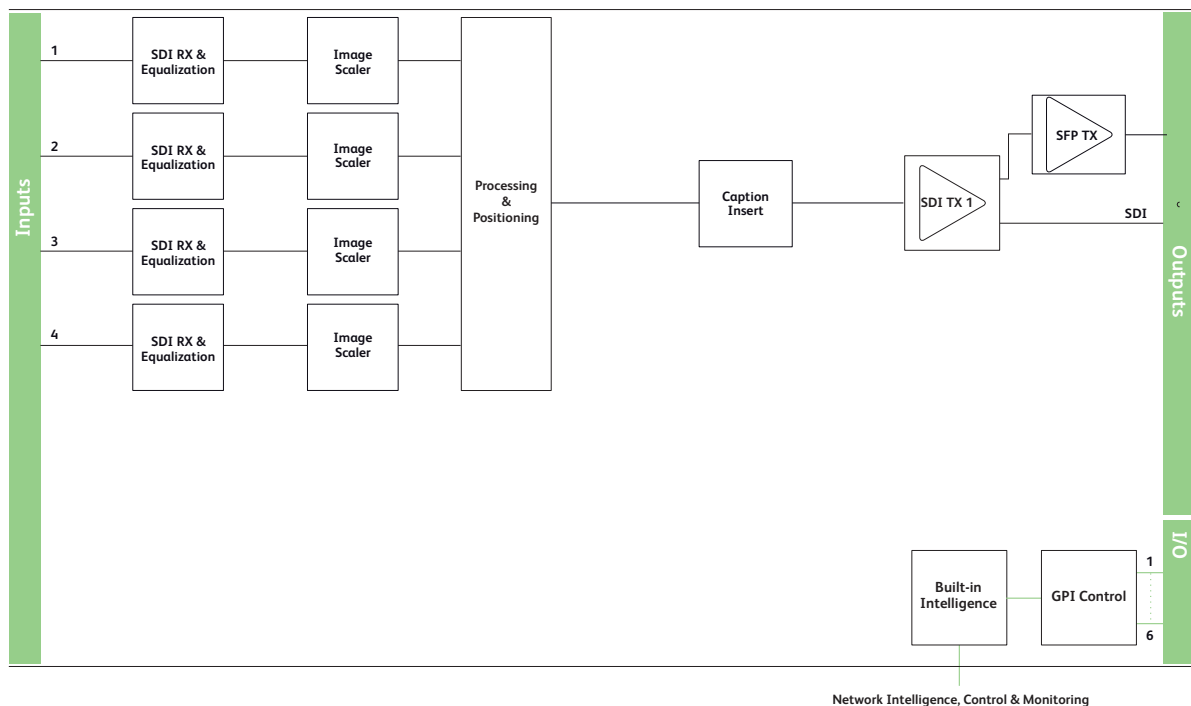 Inputs
1
SDI RX &
Equalization
Image
Scaler
2
SDI RX &
Equalization
Image
Scaler
3
SDI RX &
Equalization
Image
Scaler
4
SDI RX &
Equalization
Image
Scaler
Processing
&
Positioning
Caption
Insert
SDI TX 1
SFP TX
SDI
Outputs
I/O
Built-in
Intelligence
GPI Control
1
6
Network Intelligence, Control & Monitoring